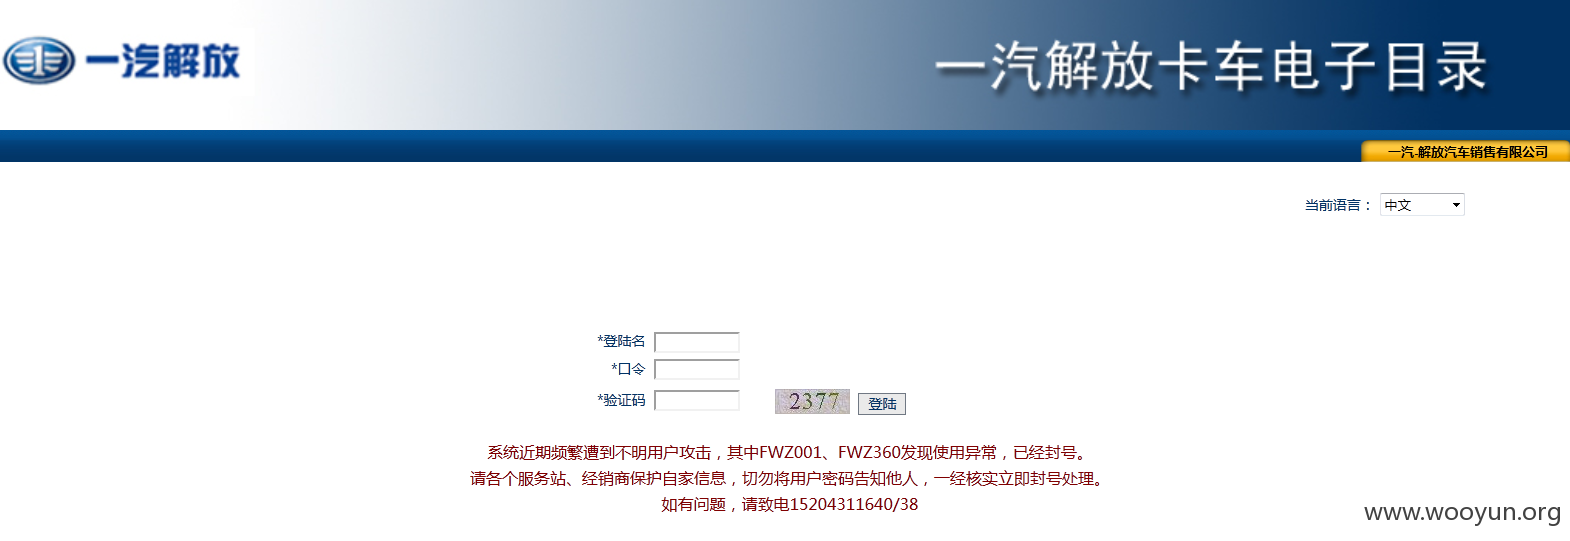 一汽解放
一汽解放卡车电子目录
一汽-解放汽车销售有限公司
当前语言： 中文
*登陆名
*口令
*验证码 2377 登陆
系统近期频繁遭到不明用户攻击，其中FWZ001、FWZ360发现使用异常，已经封号。
请各个服务站、经销商保护自家信息，切勿将用户密码告知他人，一经核实立即封号处理。
如有问题，请致电15204311640/38
www.wooyun.org